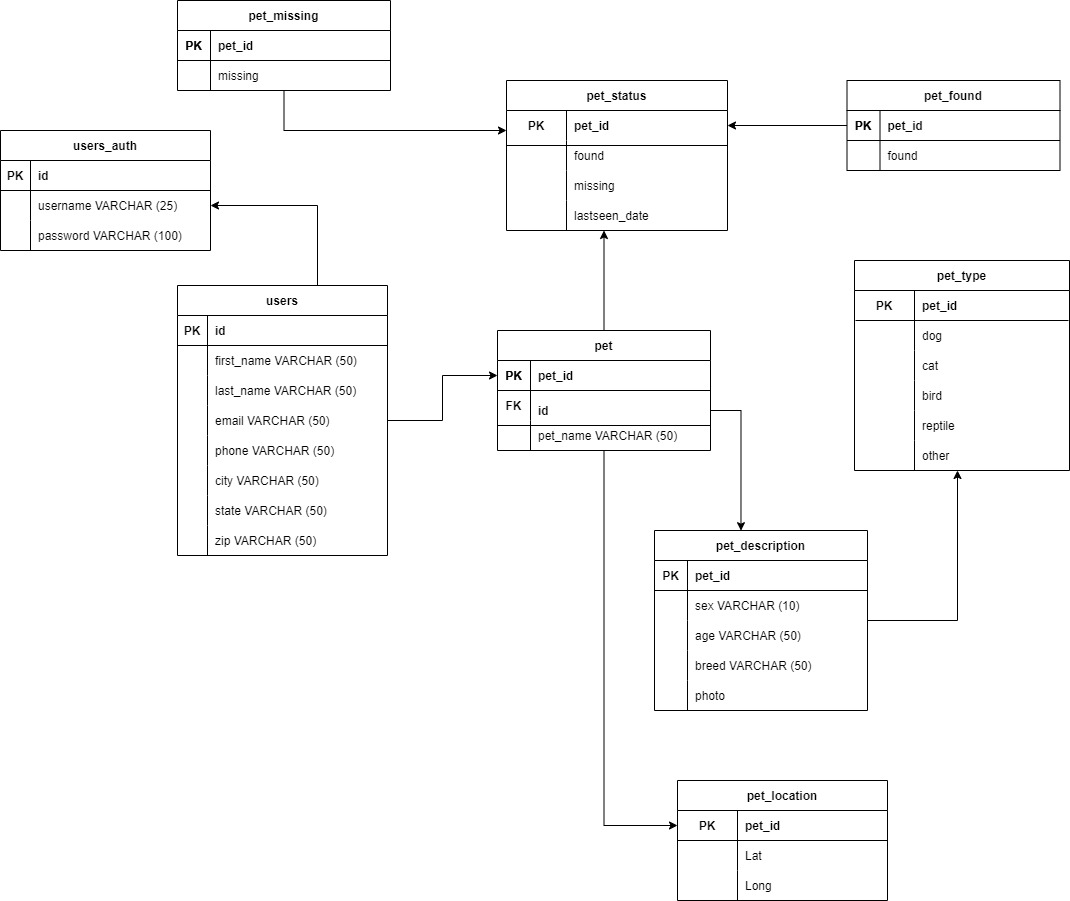 pet_missing
PK pet_id
missing
pet_status
PK pet_id
found
missing
lastseen_date
pet_found
PK pet_id
found
users_auth
PK id
username VARCHAR (25)
password VARCHAR (100)
users
PK id
first_name VARCHAR (50)
last_name VARCHAR (50)
email VARCHAR (50)
phone VARCHAR (50)
city VARCHAR (50)
state VARCHAR (50)
zip VARCHAR (50)
pet
PK pet_id
FK id
pet_name VARCHAR (50)
pet_type
PK pet_id
dog
cat
bird
reptile
other
pet_description
PK pet_id
sex VARCHAR (10)
age VARCHAR (50)
breed VARCHAR (50)
photo
pet_location
PK pet_id
Lat
Long